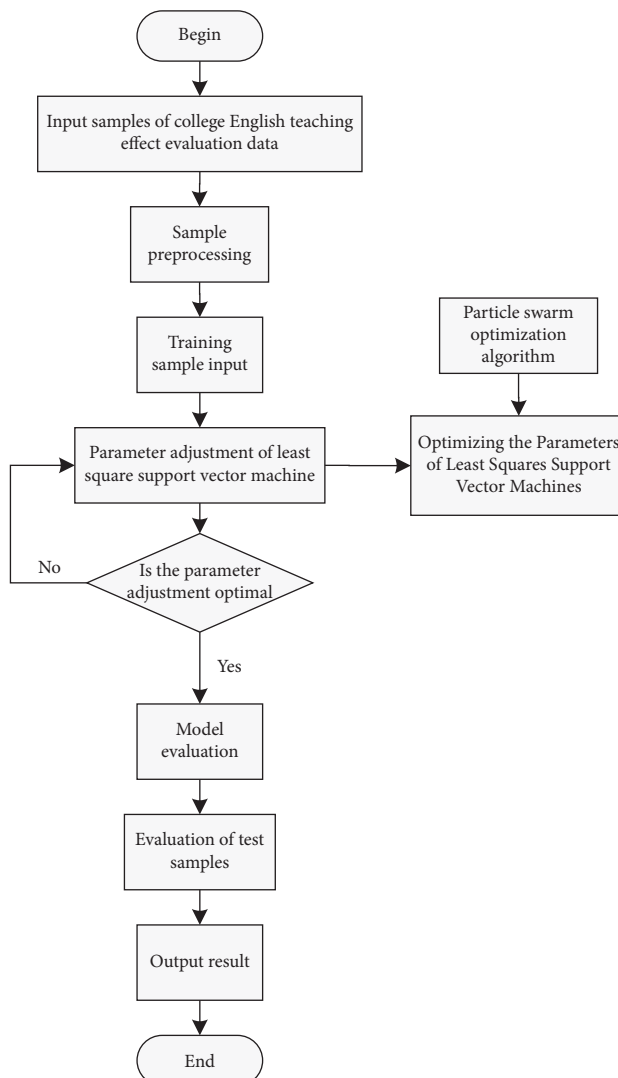 Begin
Input samples of college English teaching
effect evaluation data
Sample
preprocessing
Training
sample input
Particle swarm
optimization
algorithm
Parameter adjustment of least
square support vector machine
Optimizing the Parameters
of Least Squares Support
Vector Machines
No
Is the parameter
adjustment optimal
Yes
Model
evaluation
Evaluation of test
samples
Output result
End